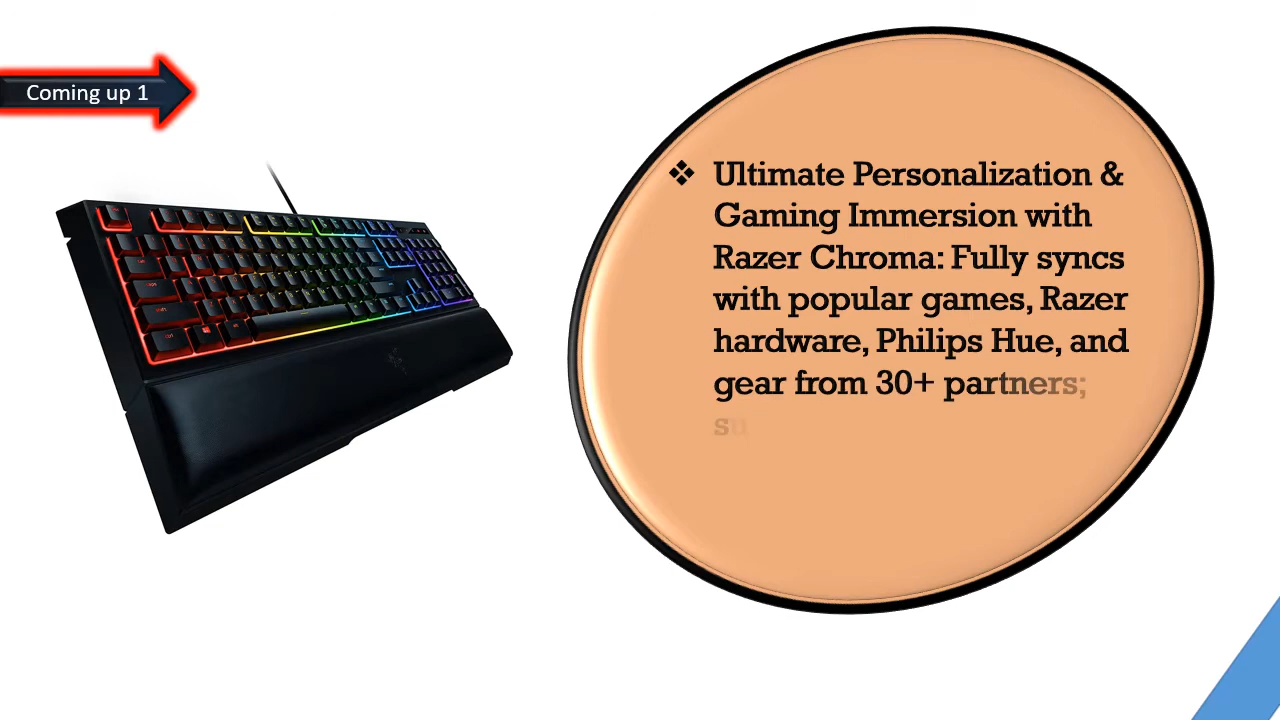 Coming up 1
❖ Ultimate Personalization &
Gaming Immersion with
Razer Chroma: Fully syncs
with popular games, Razer
hardware, Philips Hue, and
gear from 30+ partners;
su